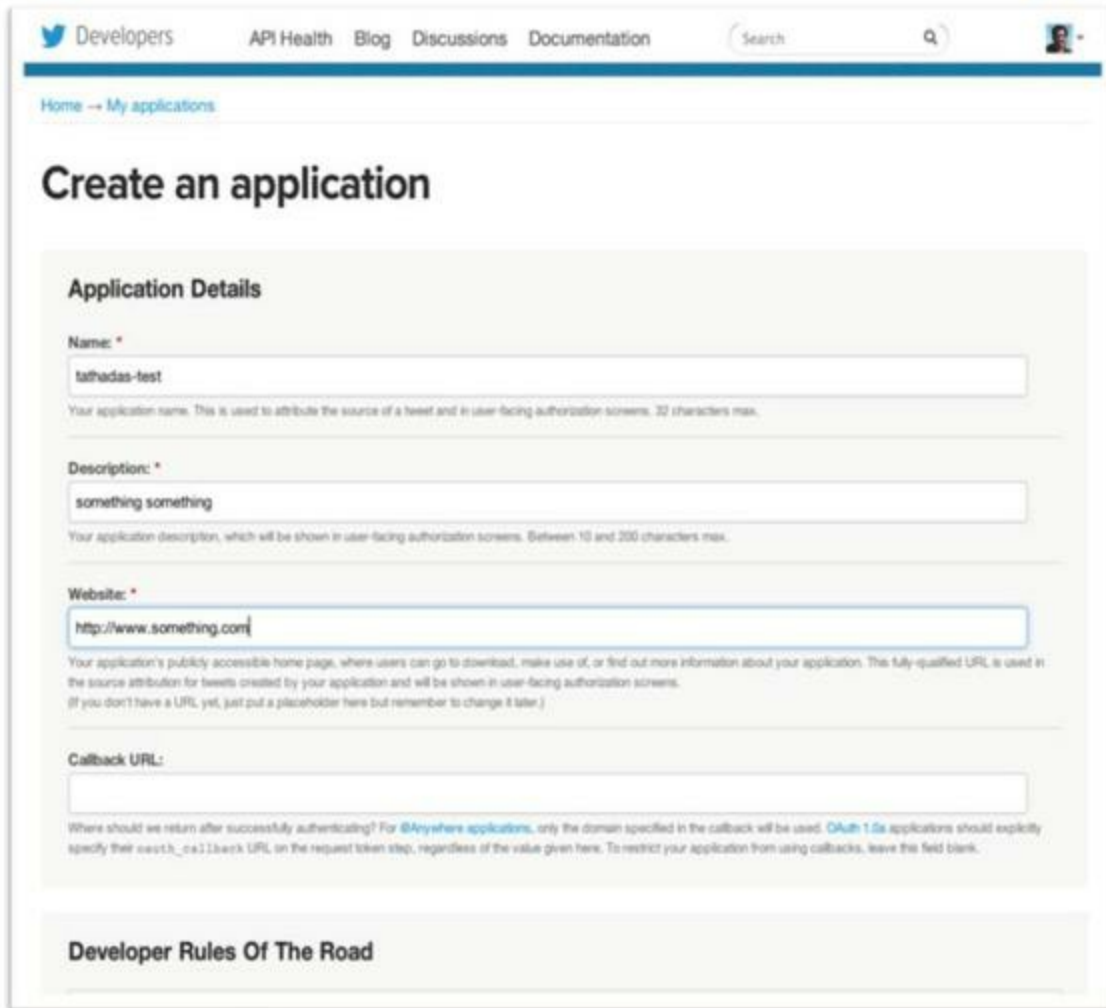 Developers API Health Blog Discussions Documentation Search
Home → My applications
Create an application
Application Details
Name: *
tathadas-test
Your application name. This is used to attribute the source of a tweet and in user-facing authorization screens. 32 characters max.
Description: *
something something
Your application description, which will be shown in user-facing authorization screens. Between 10 and 200 characters max.
Website: *
http://www.something.com
Your application's publicly accessible home page, where users can go to download, make use of, or find out more information about your application. This fully-qualified URL is used in
the source attribution for tweets created by your application and will be shown in user-facing authorization screens.
(If you don't have a URL yet, just put a placeholder here but remember to change it later.)
Callback URL:
Where should we return after successfully authenticating? For @Anywhere applications, only the domain specified in the callback will be used. OAuth 1.0a applications should explicitly
specify their oauth_callback URL on the request token step, regardless of the value given here. To restrict your application from using callbacks, leave this field blank.
Developer Rules Of The Road